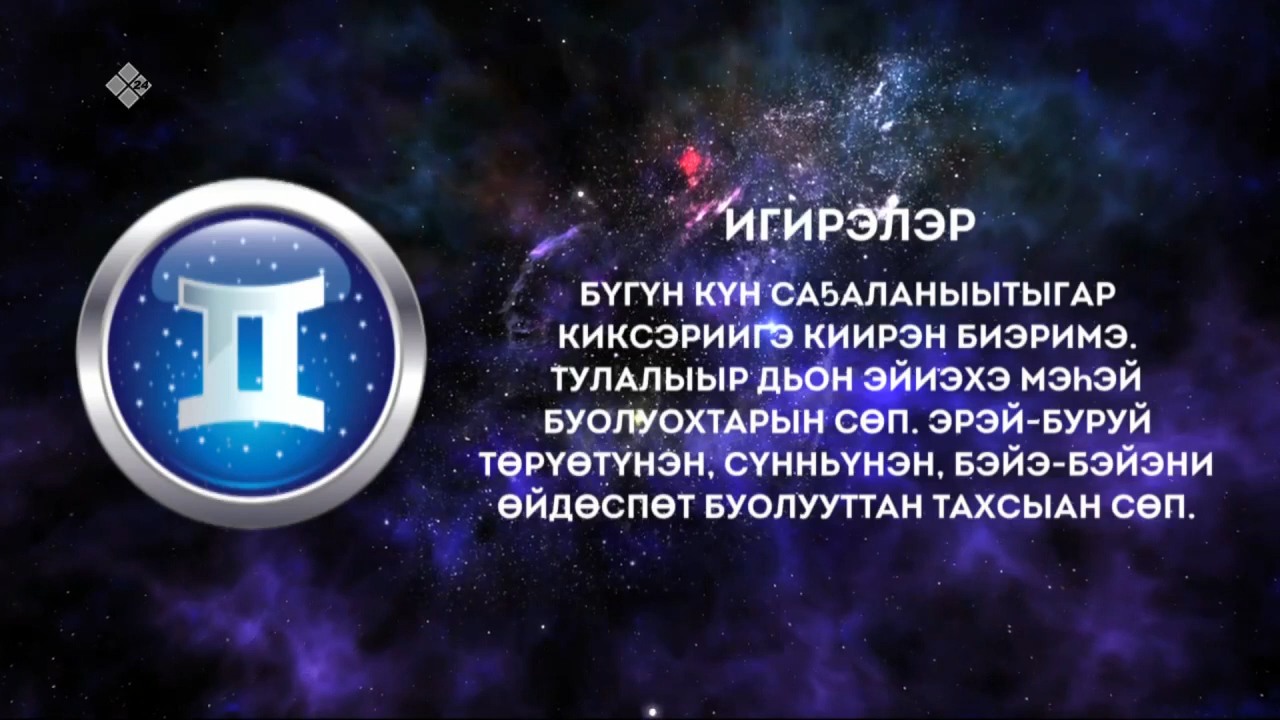 X24
ИГИРЭЛЭР
БҮГҮН КҮН САҔАЛАНЫЫТЫГАР
КИКСЭРИИГЭ КИИРЭН БИЭРИМЭ.
ТУЛАЛЫЫР ДЬОН ЭЙИЭХЭ МЭҺЭЙ
БУОЛУОХТАРЫН СӨП. ЭРЭЙ-БУРУЙ
ТӨРҮӨТҮНЭН, СҮННЬҮНЭН, БЭЙЭ-БЭЙЭНИ
ӨЙДӨСПӨТ БУОЛУУТТАН ТАХСЫАН СӨП.